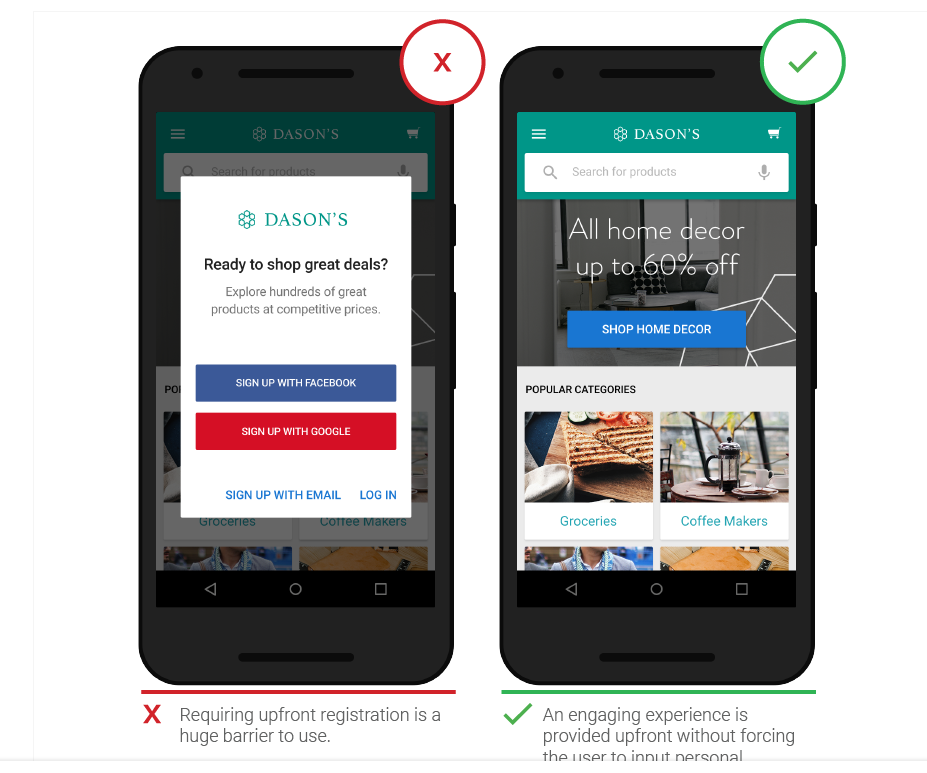 X
DASON'S
Search for products
DASON'S
Ready to shop great deals?
Explore hundreds of great
products at competitive prices.
SIGN UP WITH FACEBOOK
SIGN UP WITH GOOGLE
SIGN UP WITH EMAIL LOG IN
Groceries
Coffee Makers
X Requiring upfront registration is a
huge barrier to use.
DASON'S
Search for products
All home decor
up to 60% off
SHOP HOME DECOR
POPULAR CATEGORIES
Groceries
Coffee Makers
An engaging experience is
provided upfront without forcing
the user to input personal